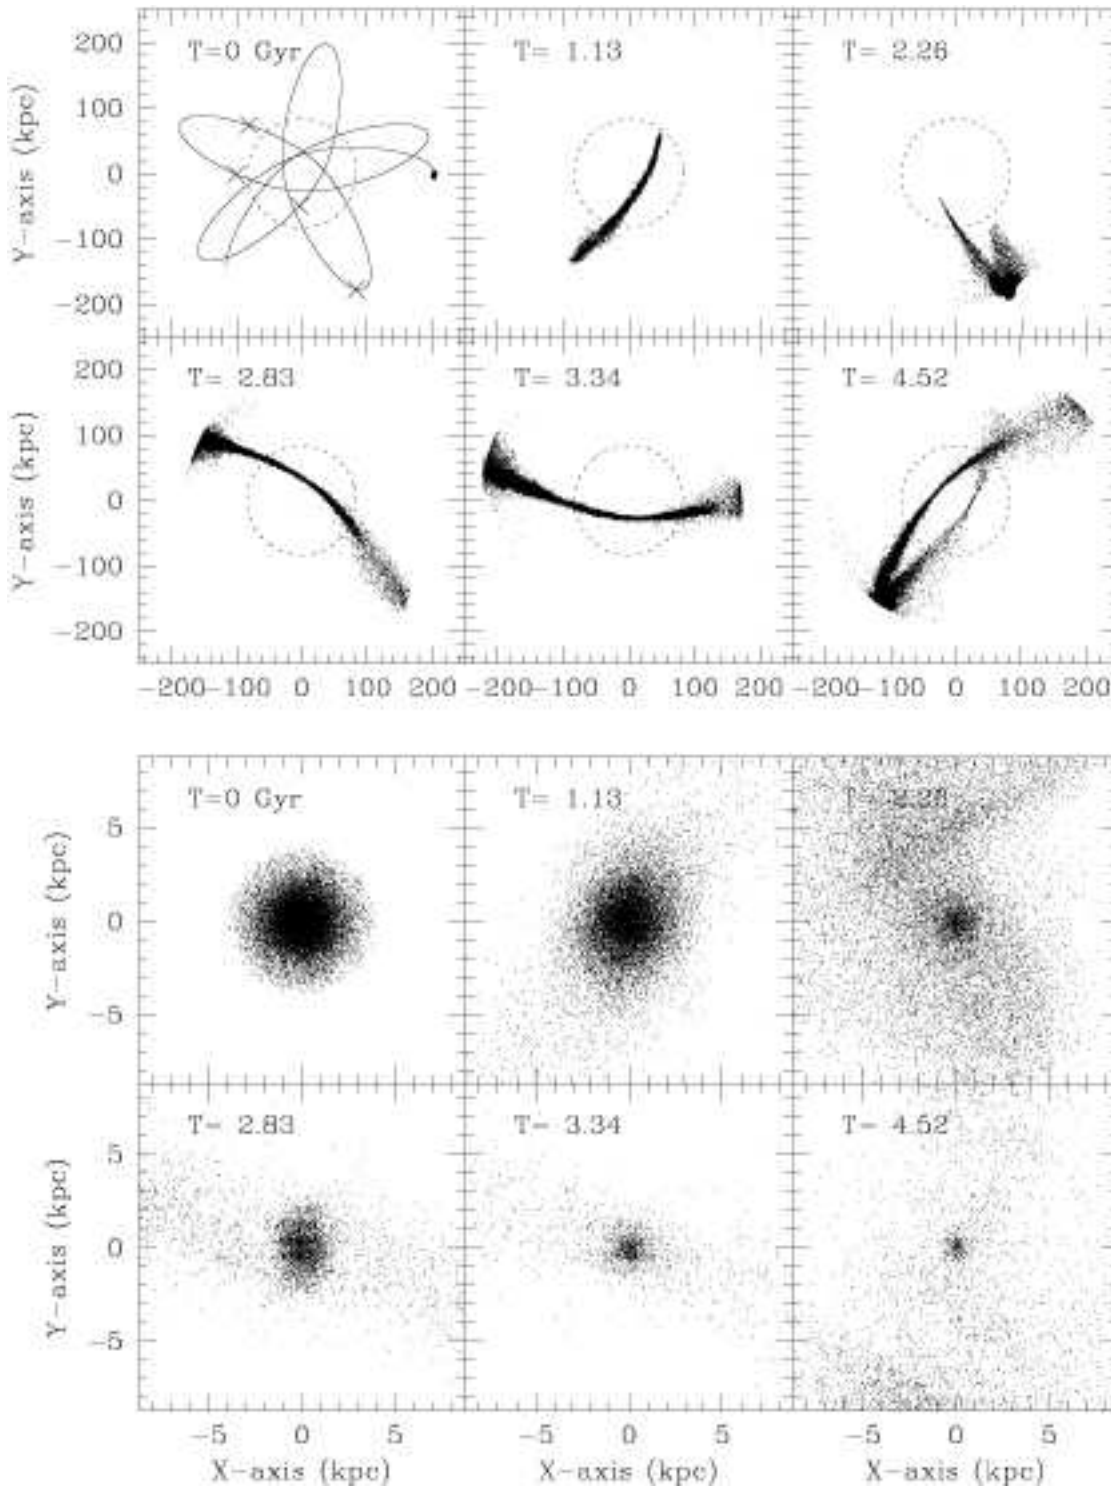 200
100
0
-100
-200
Y-axis (kpc)
T=0 Gyr
T= 1.13
T= 2.26
200
100
0
-100
-200
Y-axis (kpc)
T= 2.83
T= 3.34
T= 4.52
-200-100 0 100 200
-200-100 0 100 200
-200-100 0 100 200
5
0
-5
Y-axis (kpc)
T=0 Gyr
T= 1.13
T= 2.26
5
0
-5
Y-axis (kpc)
T= 2.83
T= 3.34
T= 4.52
-5 0 5
-5 0 5
-5 0 5
X-axis (kpc)
X-axis (kpc)
X-axis (kpc)